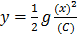 y = 1/2 g (x)²/(C)